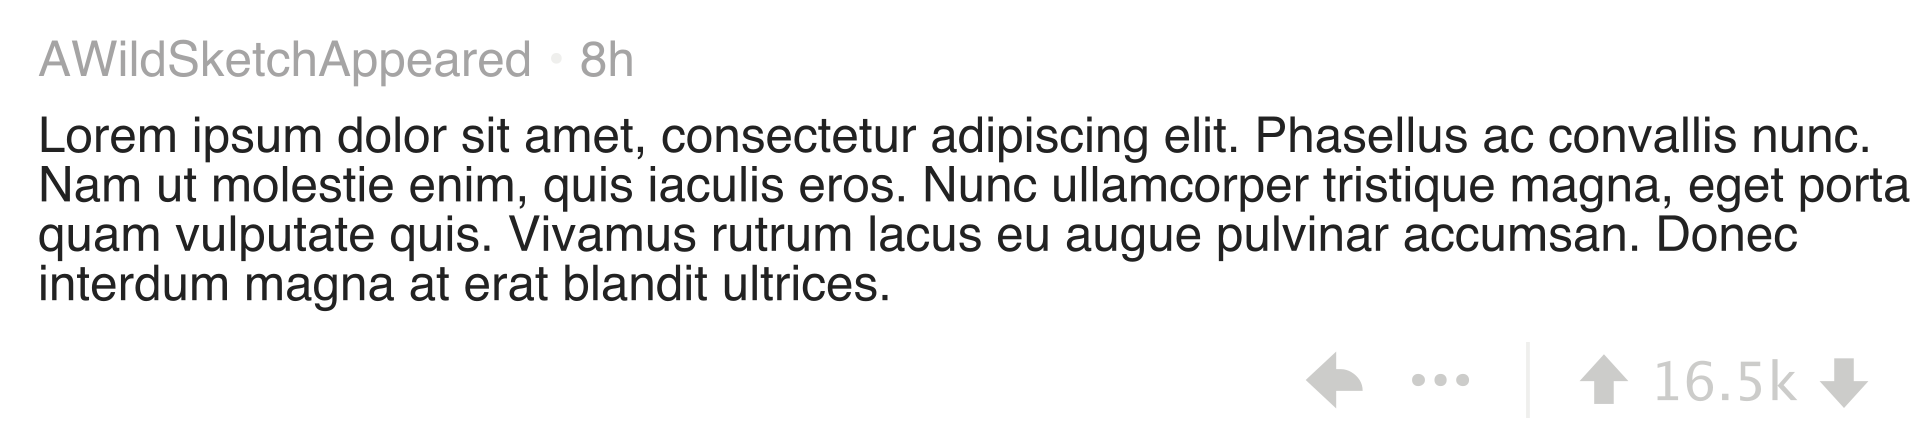 AWildSketchAppeared • 8h
Lorem ipsum dolor sit amet, consectetur adipiscing elit. Phasellus ac convallis nunc.
Nam ut molestie enim, quis iaculis eros. Nunc ullamcorper tristique magna, eget porta
quam vulputate quis. Vivamus rutrum lacus eu augue pulvinar accumsan. Donec
interdum magna at erat blandit ultrices.
16.5k